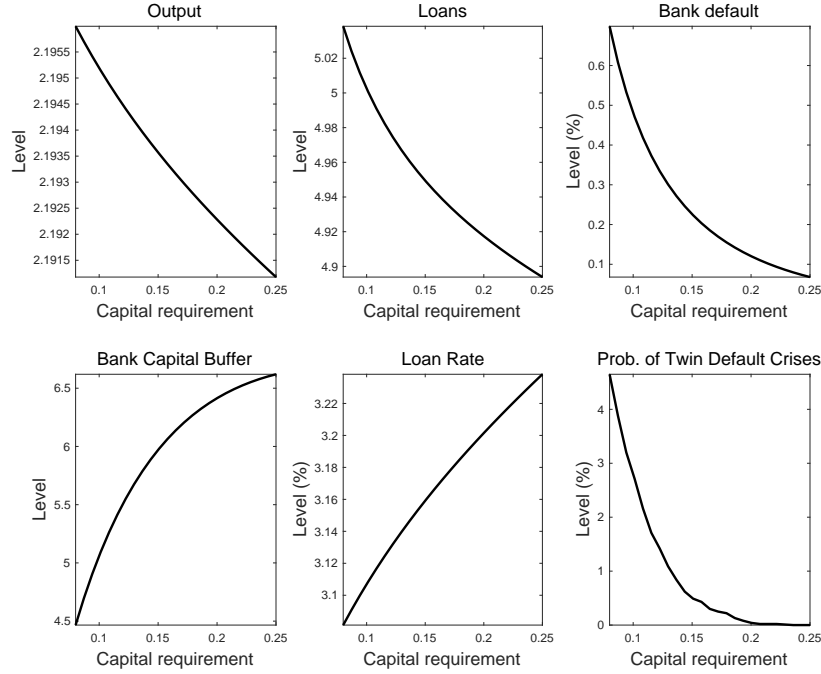 Output
Level
2.1955
2.195
2.1945
2.194
2.1935
2.193
2.1925
2.192
2.1915
0.1 0.15 0.2 0.25
Capital requirement
Loans
Level
5.02
5
4.98
4.96
4.94
4.92
4.9
0.1 0.15 0.2 0.25
Capital requirement
Bank default
Level (%)
0.6
0.5
0.4
0.3
0.2
0.1
0.1 0.15 0.2 0.25
Capital requirement
Bank Capital Buffer
Level
6.5
6
5.5
5
4.5
0.1 0.15 0.2 0.25
Capital requirement
Loan Rate
Level (%)
3.22
3.2
3.18
3.16
3.14
3.12
3.1
0.1 0.15 0.2 0.25
Capital requirement
Prob. of Twin Default Crises
Level (%)
4
3
2
1
0
0.1 0.15 0.2 0.25
Capital requirement